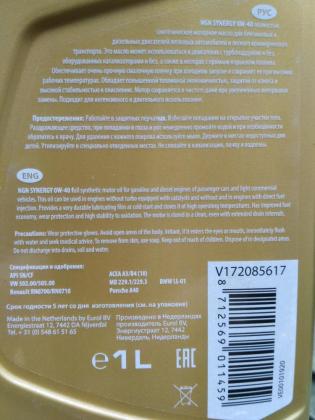 РУС
NGN SYNERGY 0W-40 полностью
синтетическое моторное масло для бензиновых и
дизельных двигателей легковых автомобилей и легкого коммерческого
транспорта. Это масло может использоваться в двигателях с турбонаддувом и без, с
оборудованных катализаторами и без, а также в моторах с прямым впрыском топлива.
Обеспечивает очень прочную смазочную пленку при холодном запуске и сохраняет ее при высоких
рабочих температурах. Обладает повышенной топливной экономичностью, защитой от износа и
высокой стабильностью к окислению. Мотор сохраняется в чистоте даже при увеличенных интервалах
замены. Подходит для интенсивного и длительного использования.
Предостережения: Работайте в защитных перчатках. Избегайте попадания на открытые участки тела.
Раздражающее средство, при попадании в глаза и рот немедленно промойте водой и при необходимости
обратитесь к врачу. Для удаления с кожи используйте мыло. Держите в местах недоступных для
детей. Утилизируйте в специально отведенных местах. Не сливайте в канализацию, почву и водоемы.
ENG
NGN SYNERGY 0W-40 full synthetic motor oil for gasoline and diesel engines of passenger cars and light commercial
vehicles. This oil can be used in engines with turbo equipped with catalysts and without and in engines with direct fuel
injection. Provides a very durable lubricating film at cold start and stores it at high operating temperatures. Has improved fuel
economy, wear protection and high stability to oxidation. The motor is stored in a clean, even with extended drain intervals.
Precautions: Wear protective gloves. Avoid open areas of the body. Irritant, if it enters the eyes or mouth, immediately flush
with water and seek medical advice. To remove from skin, use soap. Keep out of reach of children. Dispose of in designated areas.
Do not discharge into drains, soil and water.
Спецификации и одобрения:
API SN/CF
ACEA A3/B4 (10)
VW 502.00/505.00
MB 229.1/229.3
BMW LL-01
Renault RN0700/RN0710
Porsche A40
Срок годности 5 лет со дня изготовления (см. на упаковке)
Made in the Netherlands by Eurol BV
Energiestraat 12, 7442 DA Nijverdal
Tel. + 31 (0) 548 61 51 65
Произведено в Нидерландах
производитель: Eurol BV
Энергиестраат 12, 7442
Нивердал, Нидерланды
e 1L EAC
V172085617
8 712569 011459
VE00101920